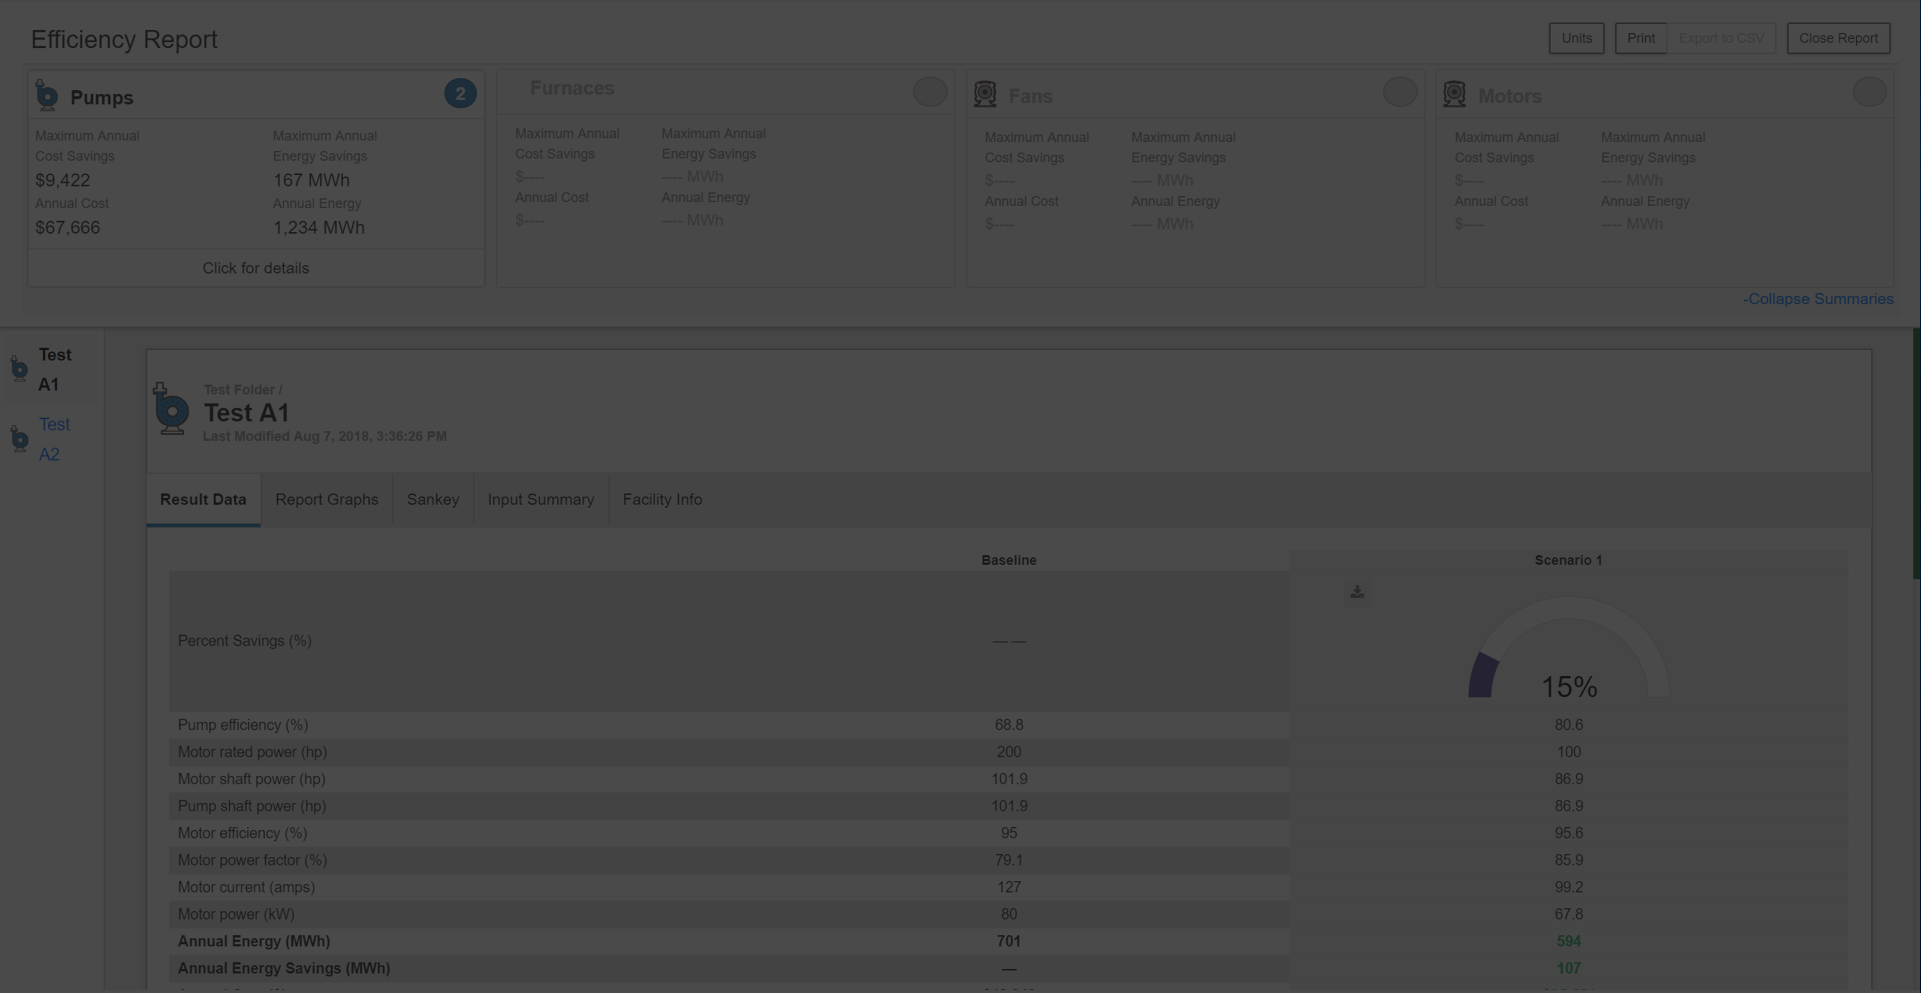 Efficiency Report
Units
Print
Export to CSV
Close Report
Pumps
2
Maximum Annual Cost Savings
$9,422
Annual Cost
$67,666
Maximum Annual Energy Savings
167 MWh
Annual Energy
1,234 MWh
Click for details
Furnaces
Maximum Annual Cost Savings
$----
Annual Cost
$----
Maximum Annual Energy Savings
---- MWh
Annual Energy
---- MWh
Fans
Maximum Annual Cost Savings
$----
Annual Cost
$----
Maximum Annual Energy Savings
---- MWh
Annual Energy
---- MWh
Motors
Maximum Annual Cost Savings
$----
Annual Cost
$----
Maximum Annual Energy Savings
---- MWh
Annual Energy
---- MWh
-Collapse Summaries
Test A1
Test A2
Test Folder /
Test A1
Last Modified Aug 7, 2018, 3:36:26 PM
Result Data
Report Graphs
Sankey
Input Summary
Facility Info
Baseline Scenario 1
Percent Savings (%) — — 15%
Pump efficiency (%) 68.8 80.6
Motor rated power (hp) 200 100
Motor shaft power (hp) 101.9 86.9
Pump shaft power (hp) 101.9 86.9
Motor efficiency (%) 95 95.6
Motor power factor (%) 79.1 85.9
Motor current (amps) 127 99.2
Motor power (kW) 80 67.8
Annual Energy (MWh) 701 594
Annual Energy Savings (MWh) — 107